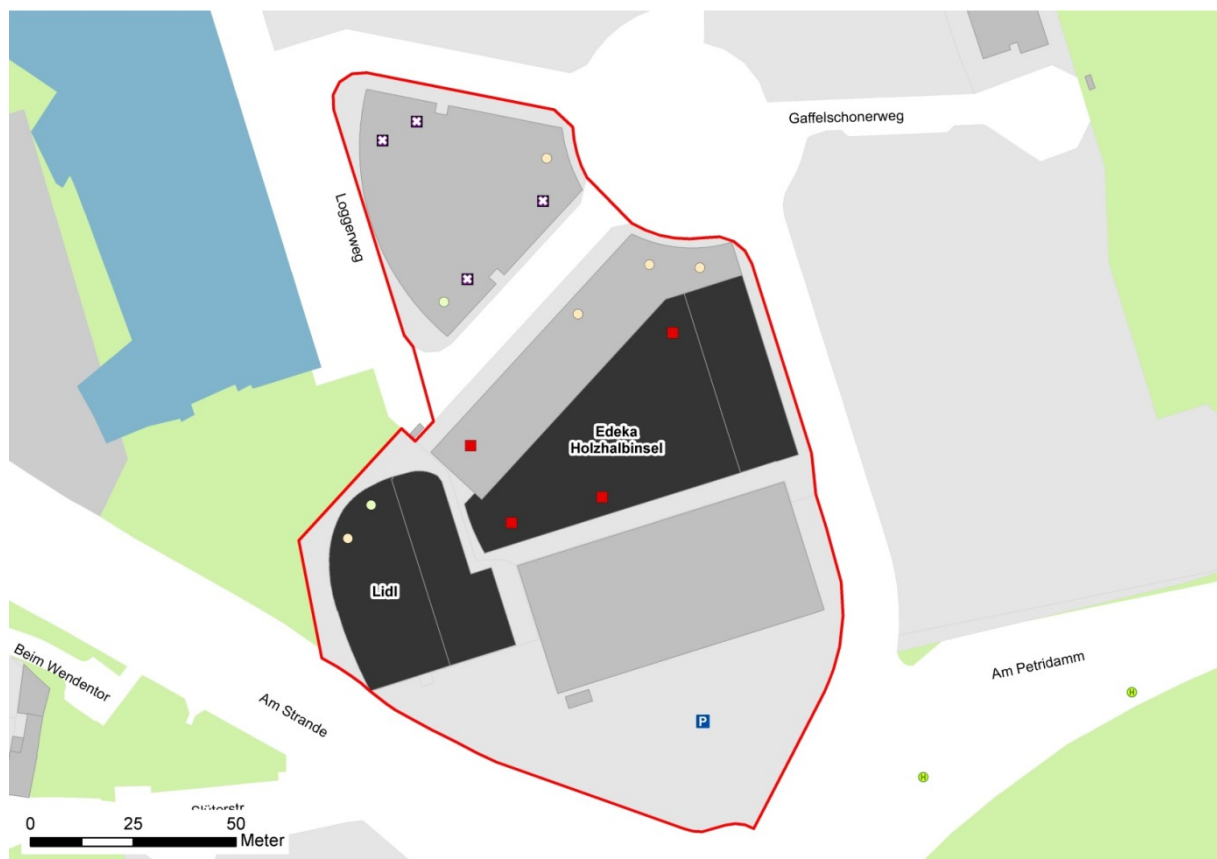 Gaffelschonerweg
Loggerweg
Edeka
Holzhalbinsel
Lidl
Beim Wendentor
Am Strande
Am Petridamm
P
H
H
0 25 50
Meter